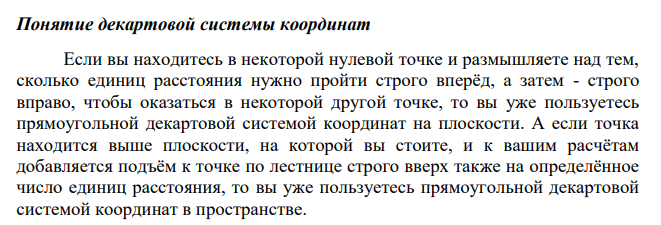 Понятие декартовой системы координат
Если вы находитесь в некоторой нулевой точке и размышляете над тем,
сколько единиц расстояния нужно пройти строго вперёд, а затем - строго
вправо, чтобы оказаться в некоторой другой точке, то вы уже пользуетесь
прямоугольной декартовой системой координат на плоскости. А если точка
находится выше плоскости, на которой вы стоите, и к вашим расчётам
добавляется подъём к точке по лестнице строго вверх также на определённое
число единиц расстояния, то вы уже пользуетесь прямоугольной декартовой
системой координат в пространстве.